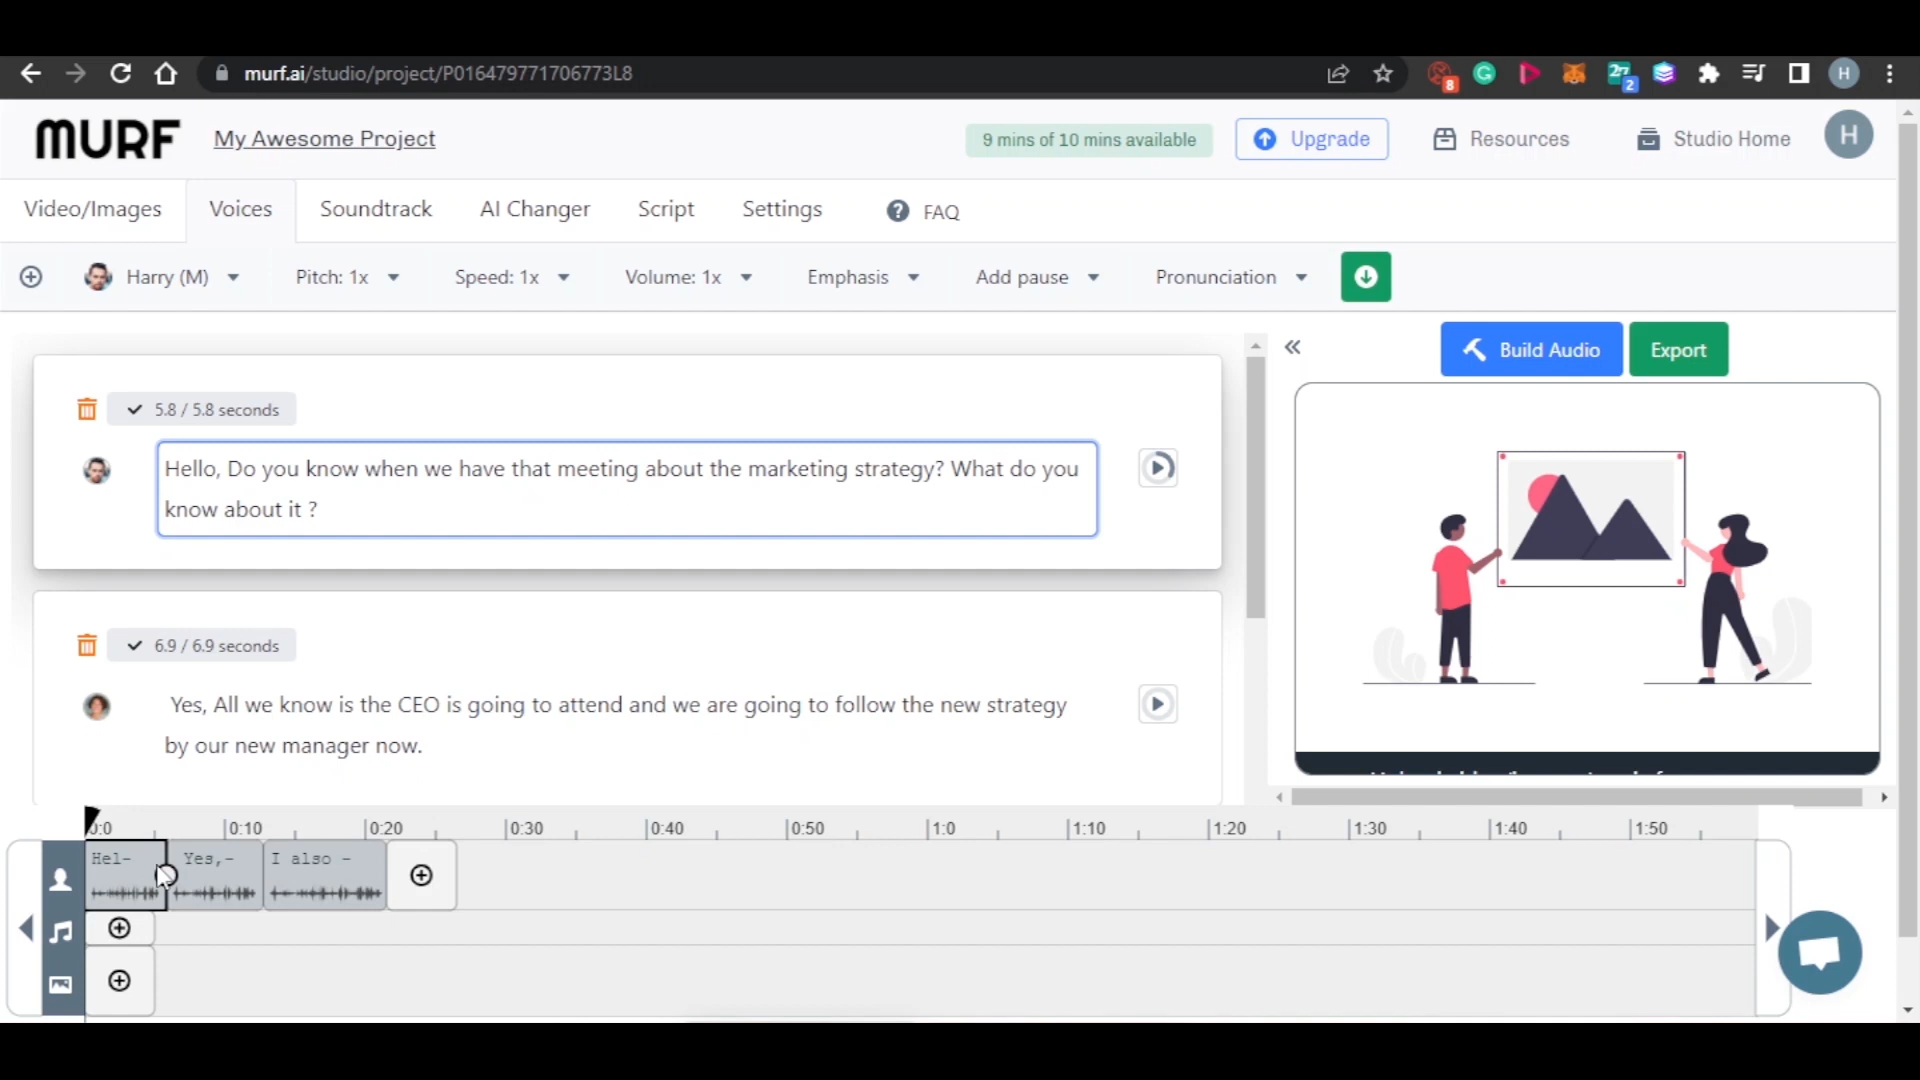 murf.ai/studio/project/P016479771706773L8
8
2
H
MURF
My Awesome Project
9 mins of 10 mins available
Upgrade
Resources
Studio Home
H
Video/Images
Voices
Soundtrack
AI Changer
Script
Settings
? FAQ
Harry (M)
Pitch: 1x
Speed: 1x
Volume: 1x
Emphasis
Add pause
Pronunciation
Build Audio
Export
5.8 / 5.8 seconds
Hello, Do you know when we have that meeting about the marketing strategy? What do you
know about it ?
6.9 / 6.9 seconds
Yes, All we know is the CEO is going to attend and we are going to follow the new strategy
by our new manager now.
0:0
0:10
0:20
0:30
0:40
0:50
1:0
1:10
1:20
1:30
1:40
1:50
Hel-
Yes,-
I also -